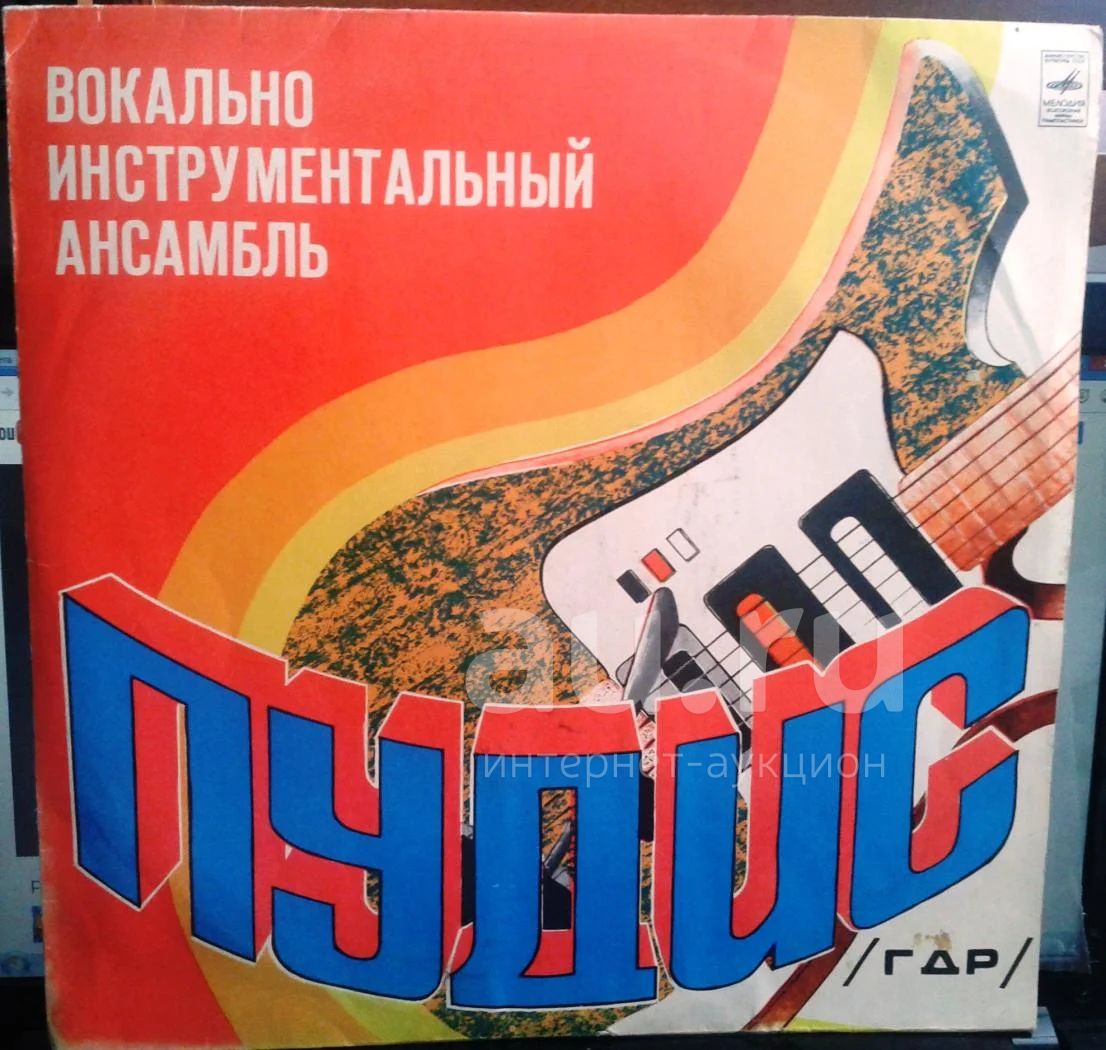 ВОКАЛЬНО
ИНСТРУМЕНТАЛЬНЫЙ
АНСАМБЛЬ
МЕЛОДИЯ
au.ru
интернет-аукцион
ПУДИС
/ГДР/